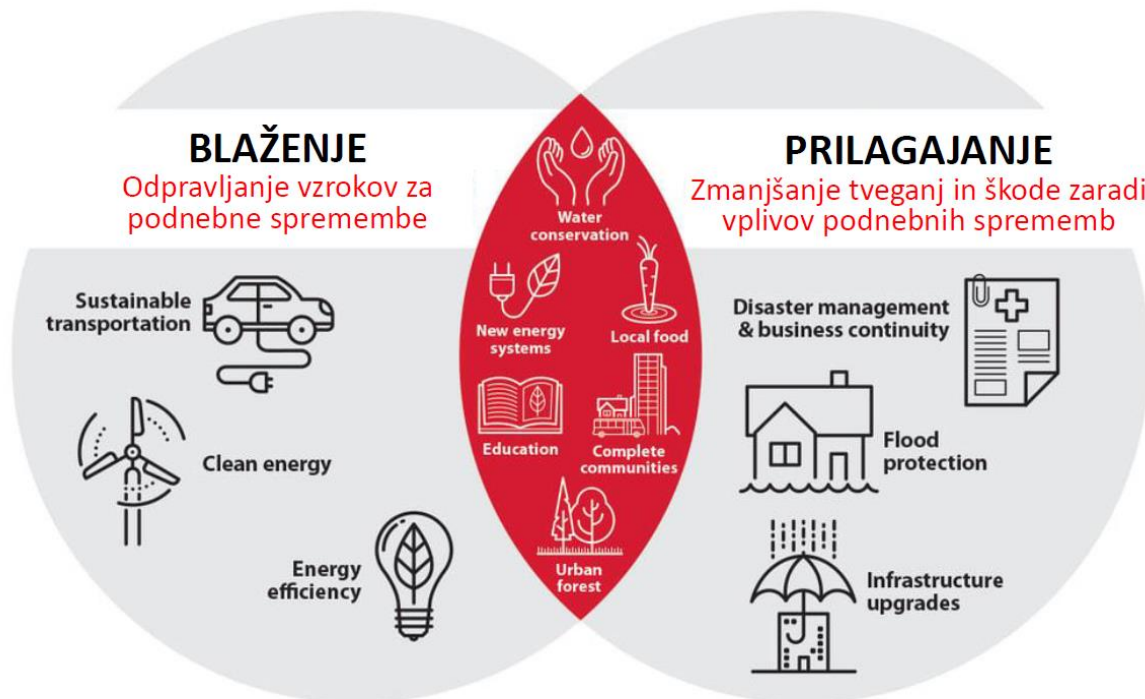 BLAŽENJE
Odpravljanje vzrokov za
podnebne spremembe
Sustainable
transportation
Clean energy
Energy
efficiency
Water
conservation
New energy
systems
Local food
Education
Complete
communities
Urban
forest
PRILAGAJANJE
Zmanjšanje tveganj in škode zaradi
vplivov podnebnih sprememb
Disaster management
& business continuity
Flood
protection
Infrastructure
upgrades